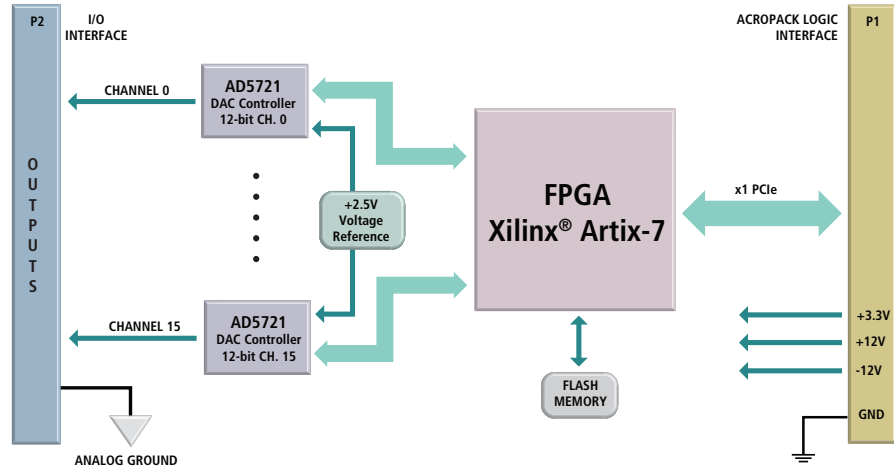 P2
I/O
INTERFACE
ACROPACK LOGIC
INTERFACE
P1
CHANNEL 0
AD5721
DAC Controller
12-bit CH. 0
OUTPUTS
+2.5V
Voltage
Reference
FPGA
Xilinx® Artix-7
x1 PCIe
CHANNEL 15
AD5721
DAC Controller
12-bit CH. 15
+3.3V
+12V
-12V
FLASH
MEMORY
GND
ANALOG GROUND